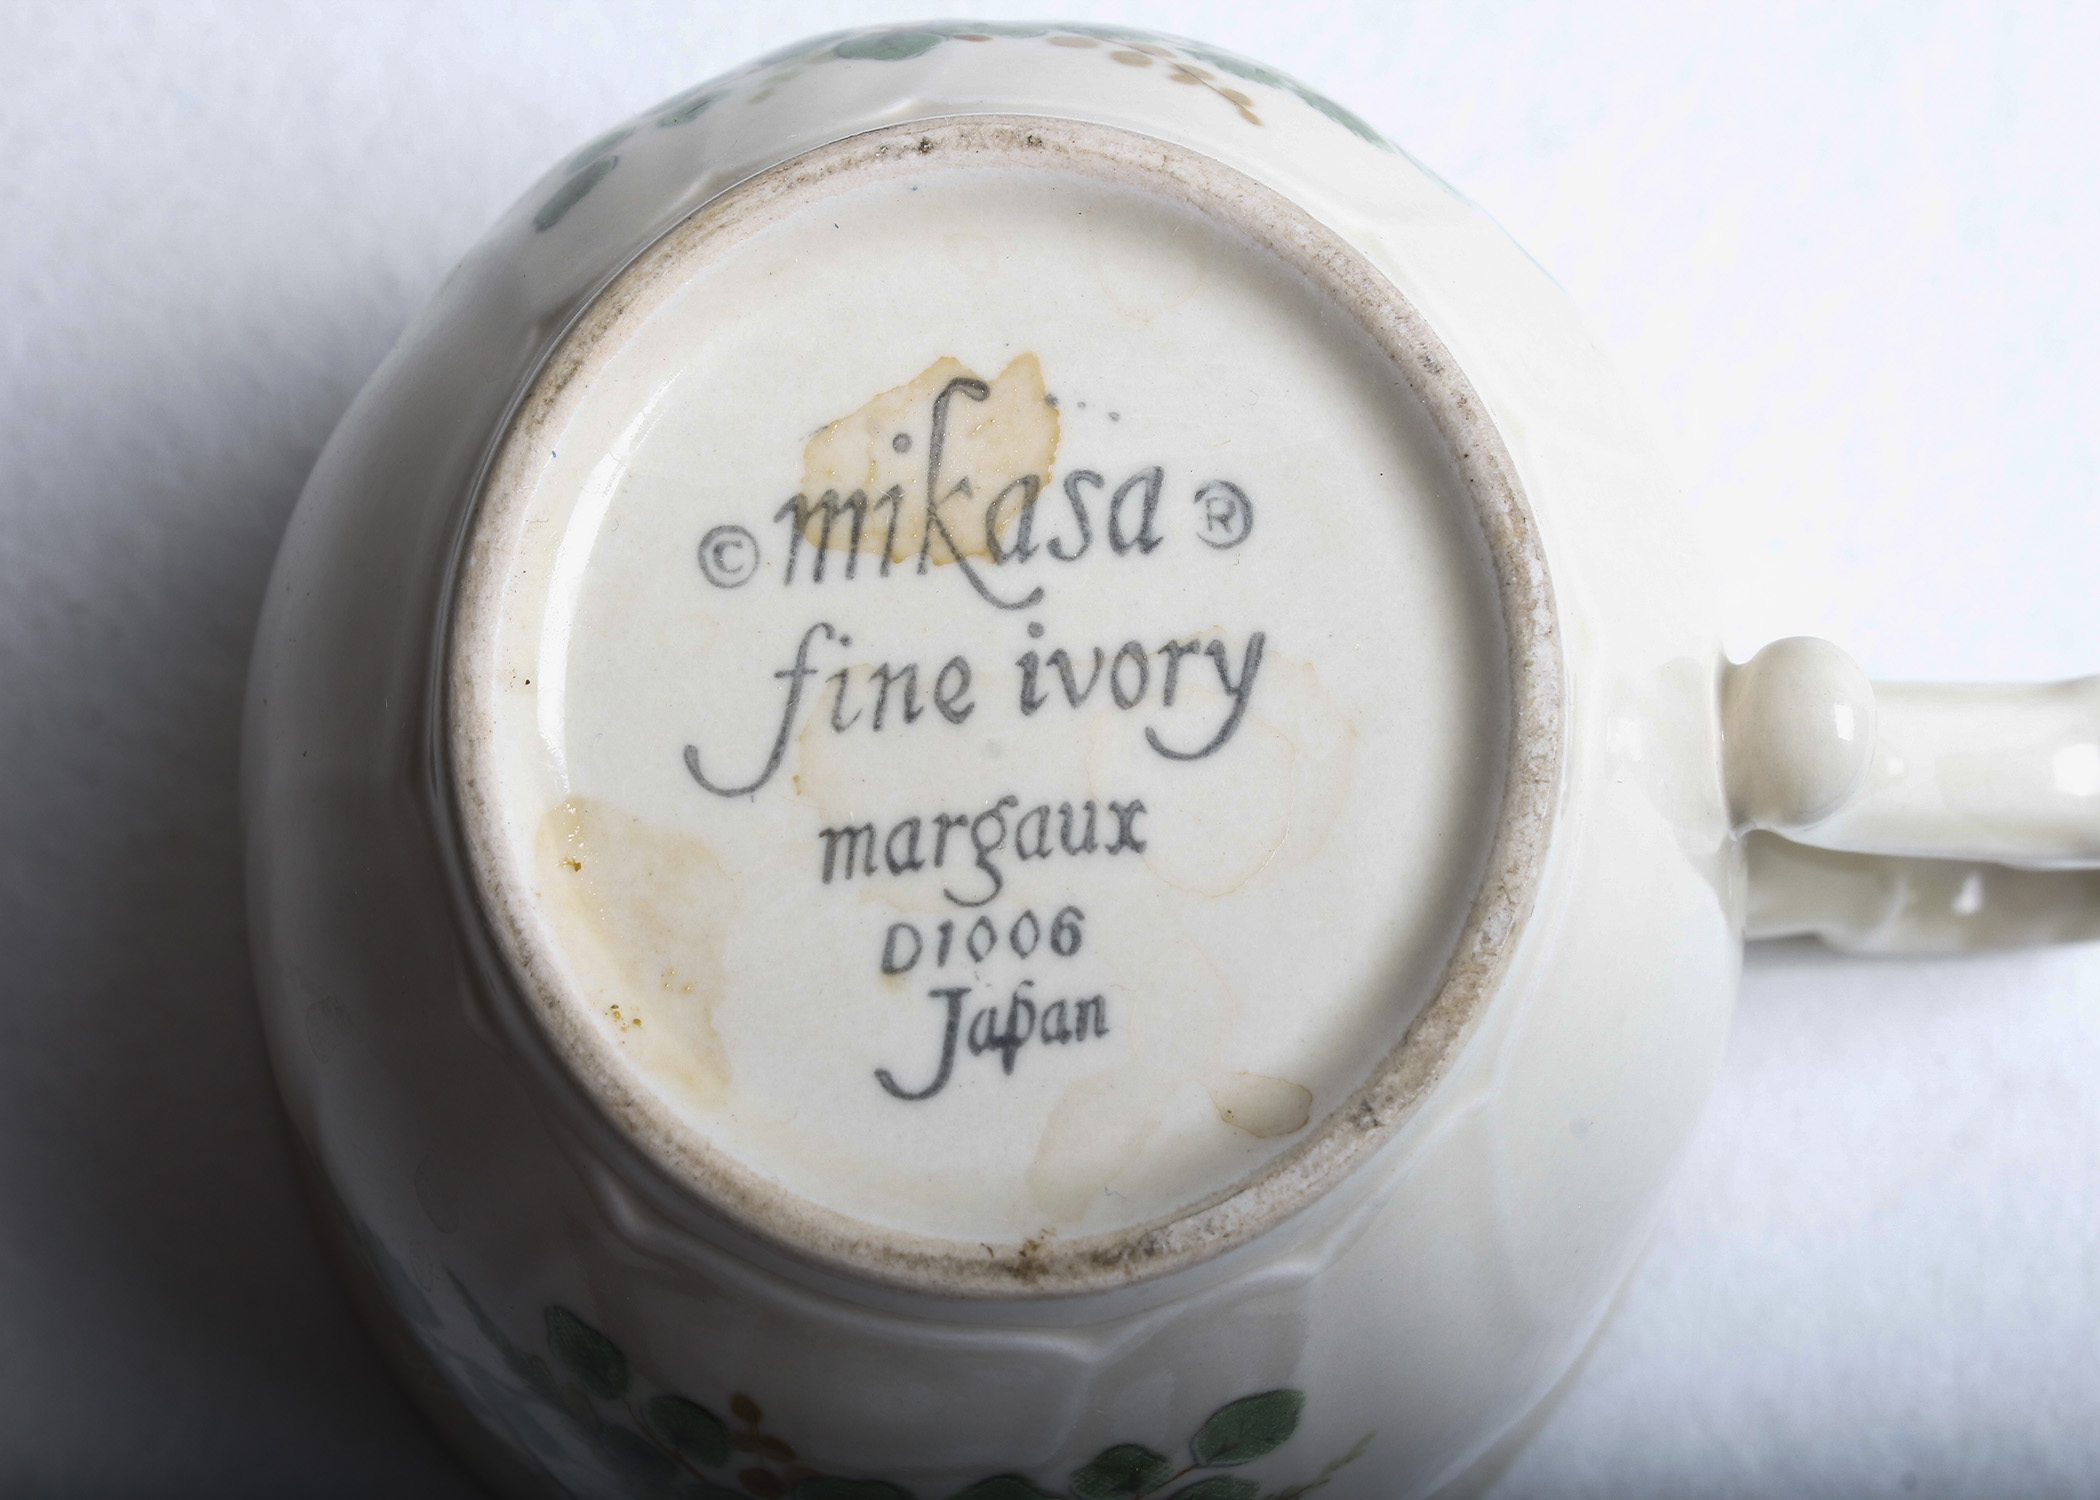 © mikasa ®
fine ivory
margaux
D1006
Japan